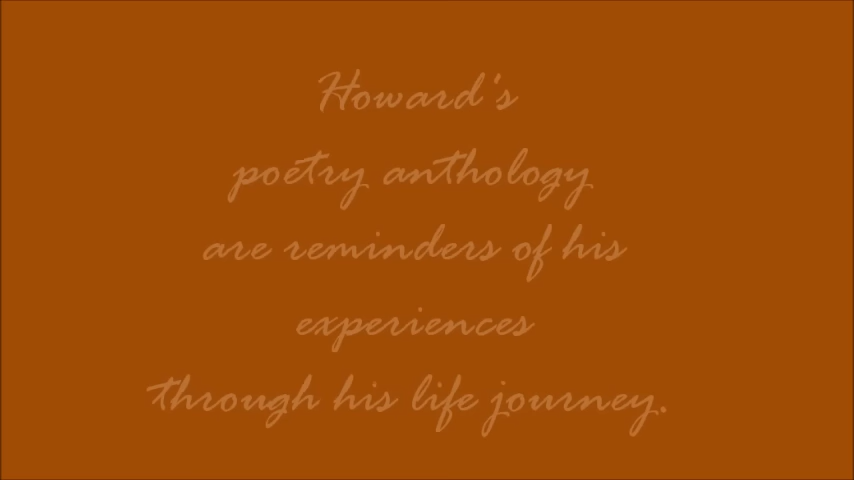 Howard's
poetry anthology
are reminders of his
experiences
through his life journey.